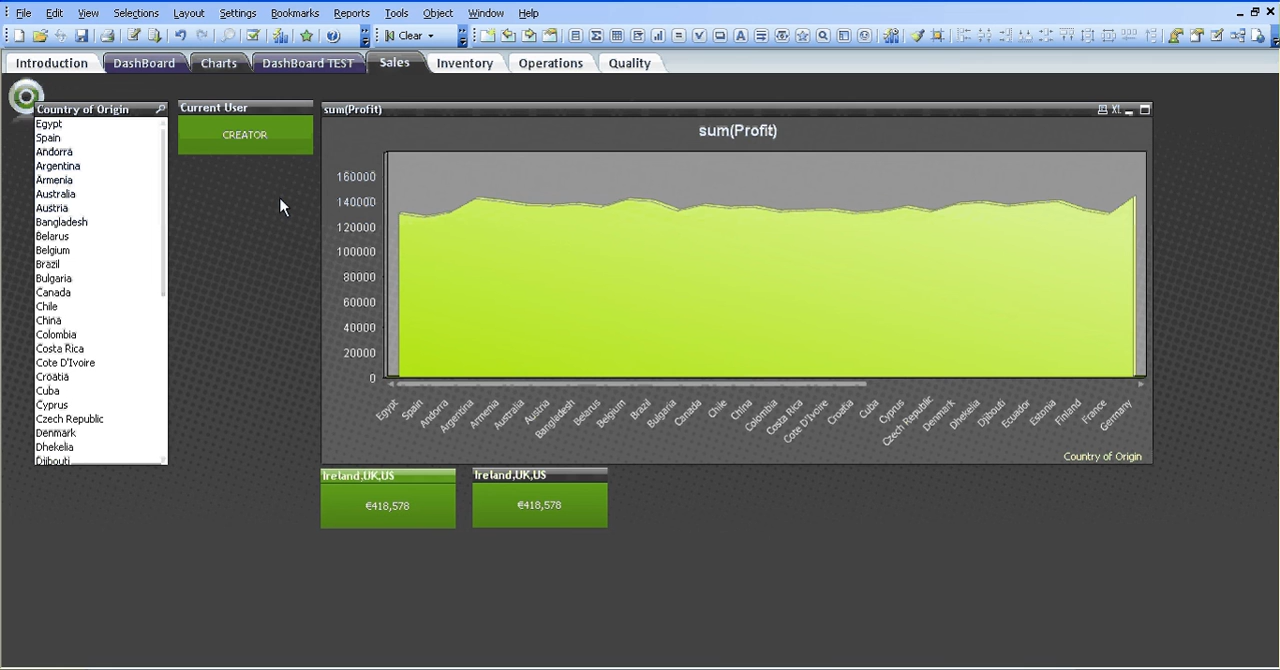 File Edit View Selections Layout Settings Bookmarks Reports Tools Object Window Help
Clear
Introduction DashBoard Charts DashBoard TEST Sales Inventory Operations Quality
Country of Origin
Egypt
Spain
Andorra
Argentina
Armenia
Australia
Austria
Bangladesh
Belarus
Belgium
Brazil
Bulgaria
Canada
Chile
China
Colombia
Costa Rica
Cote D'Ivoire
Croatia
Cuba
Cyprus
Czech Republic
Denmark
Dhekelia
Djibouti
Current User
CREATOR
sum(Profit) XL
sum(Profit)
160000
140000
120000
100000
80000
60000
40000
20000
0
Egypt Spain Andorra Argentina Armenia Australia Austria Bangladesh Belarus Belgium Brazil Bulgaria Canada Chile China Colombia Costa Rica Cote D'Ivoire Croatia Cuba Cyprus Czech Republic Denmark Dhekelia Djibouti Ecuador Estonia Finland France Germany
Country of Origin
Ireland,UK,US Ireland,UK,US
€418,578 €418,578